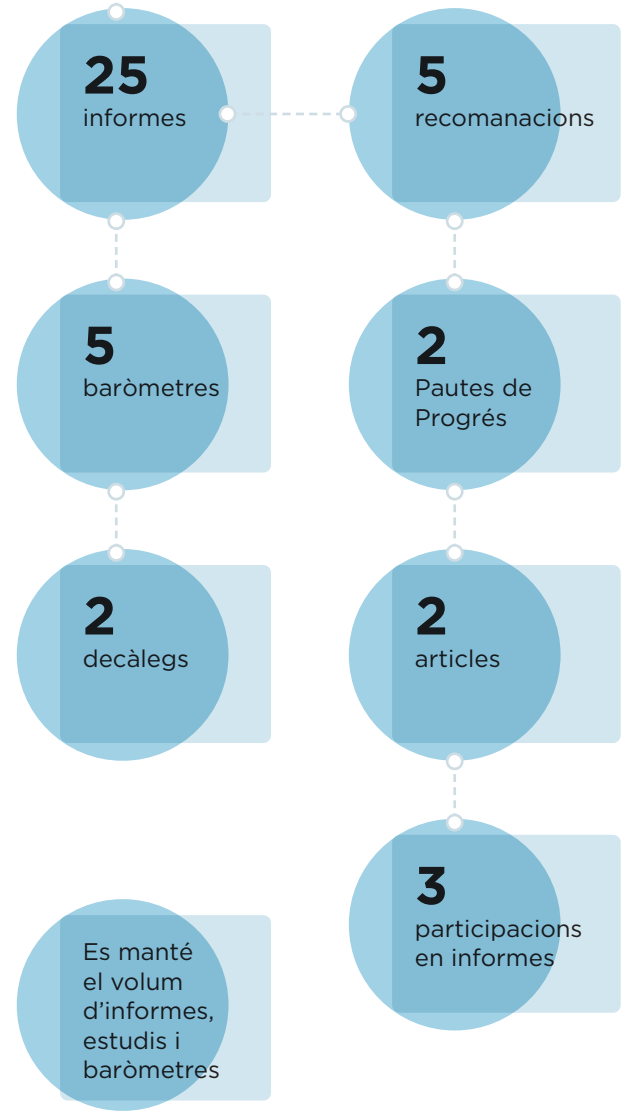 25
informes
5
recomanacions
5
baròmetres
2
Pautes de
Progrés
2
decàlegs
2
articles
3
participacions
en informes
Es manté
el volum
d’informes,
estudis i
baròmetres